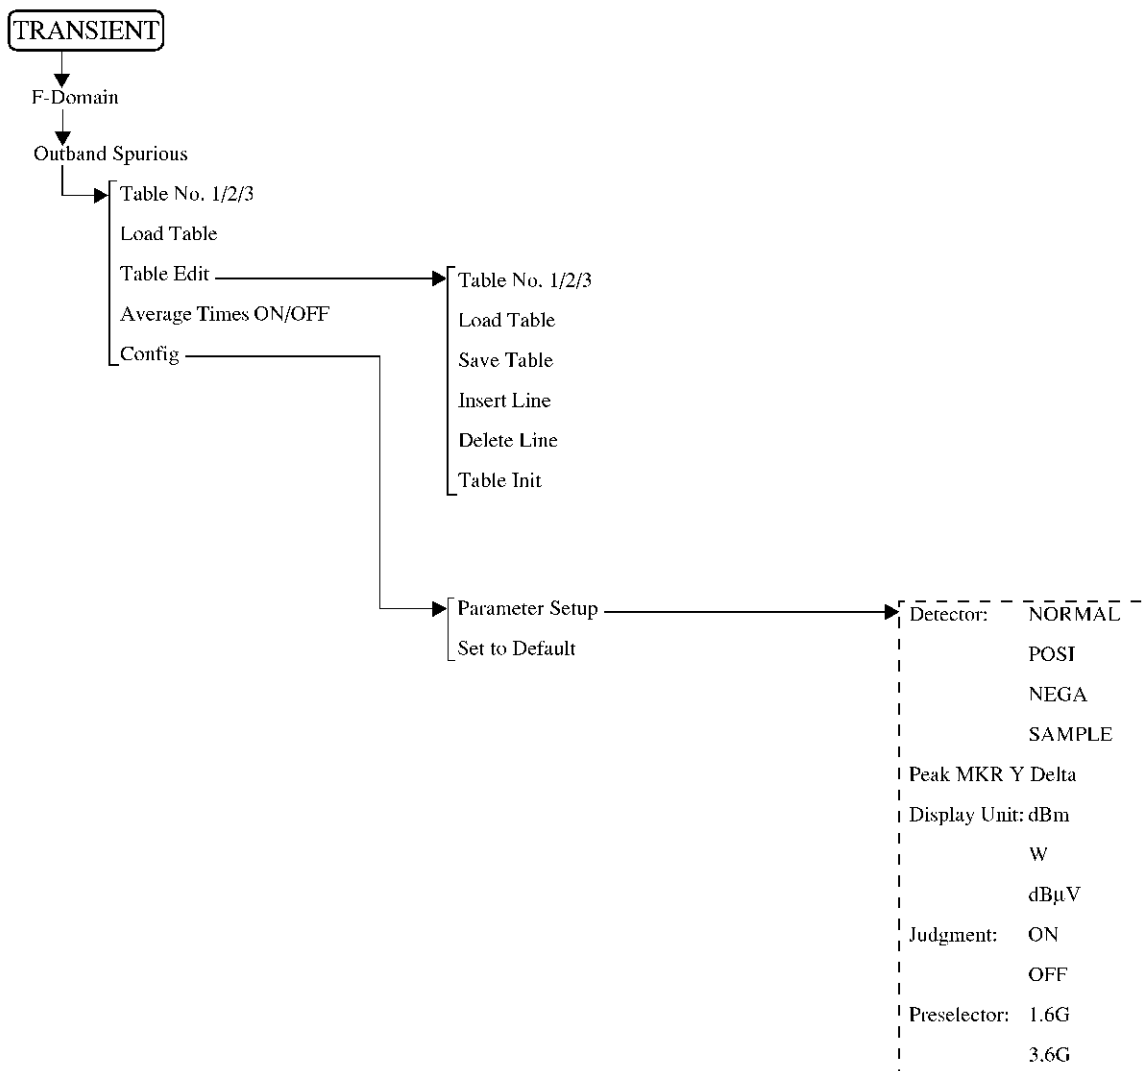 TRANSIENT
F-Domain
Outband Spurious
Table No. 1/2/3
Load Table
Table Edit
Average Times ON/OFF
Config
Table No. 1/2/3
Load Table
Save Table
Insert Line
Delete Line
Table Init
Parameter Setup
Set to Default
Detector: NORMAL
POSI
NEGA
SAMPLE
Peak MKR Y Delta
Display Unit: dBm
W
dBµV
Judgment: ON
OFF
Preselector: 1.6G
3.6G